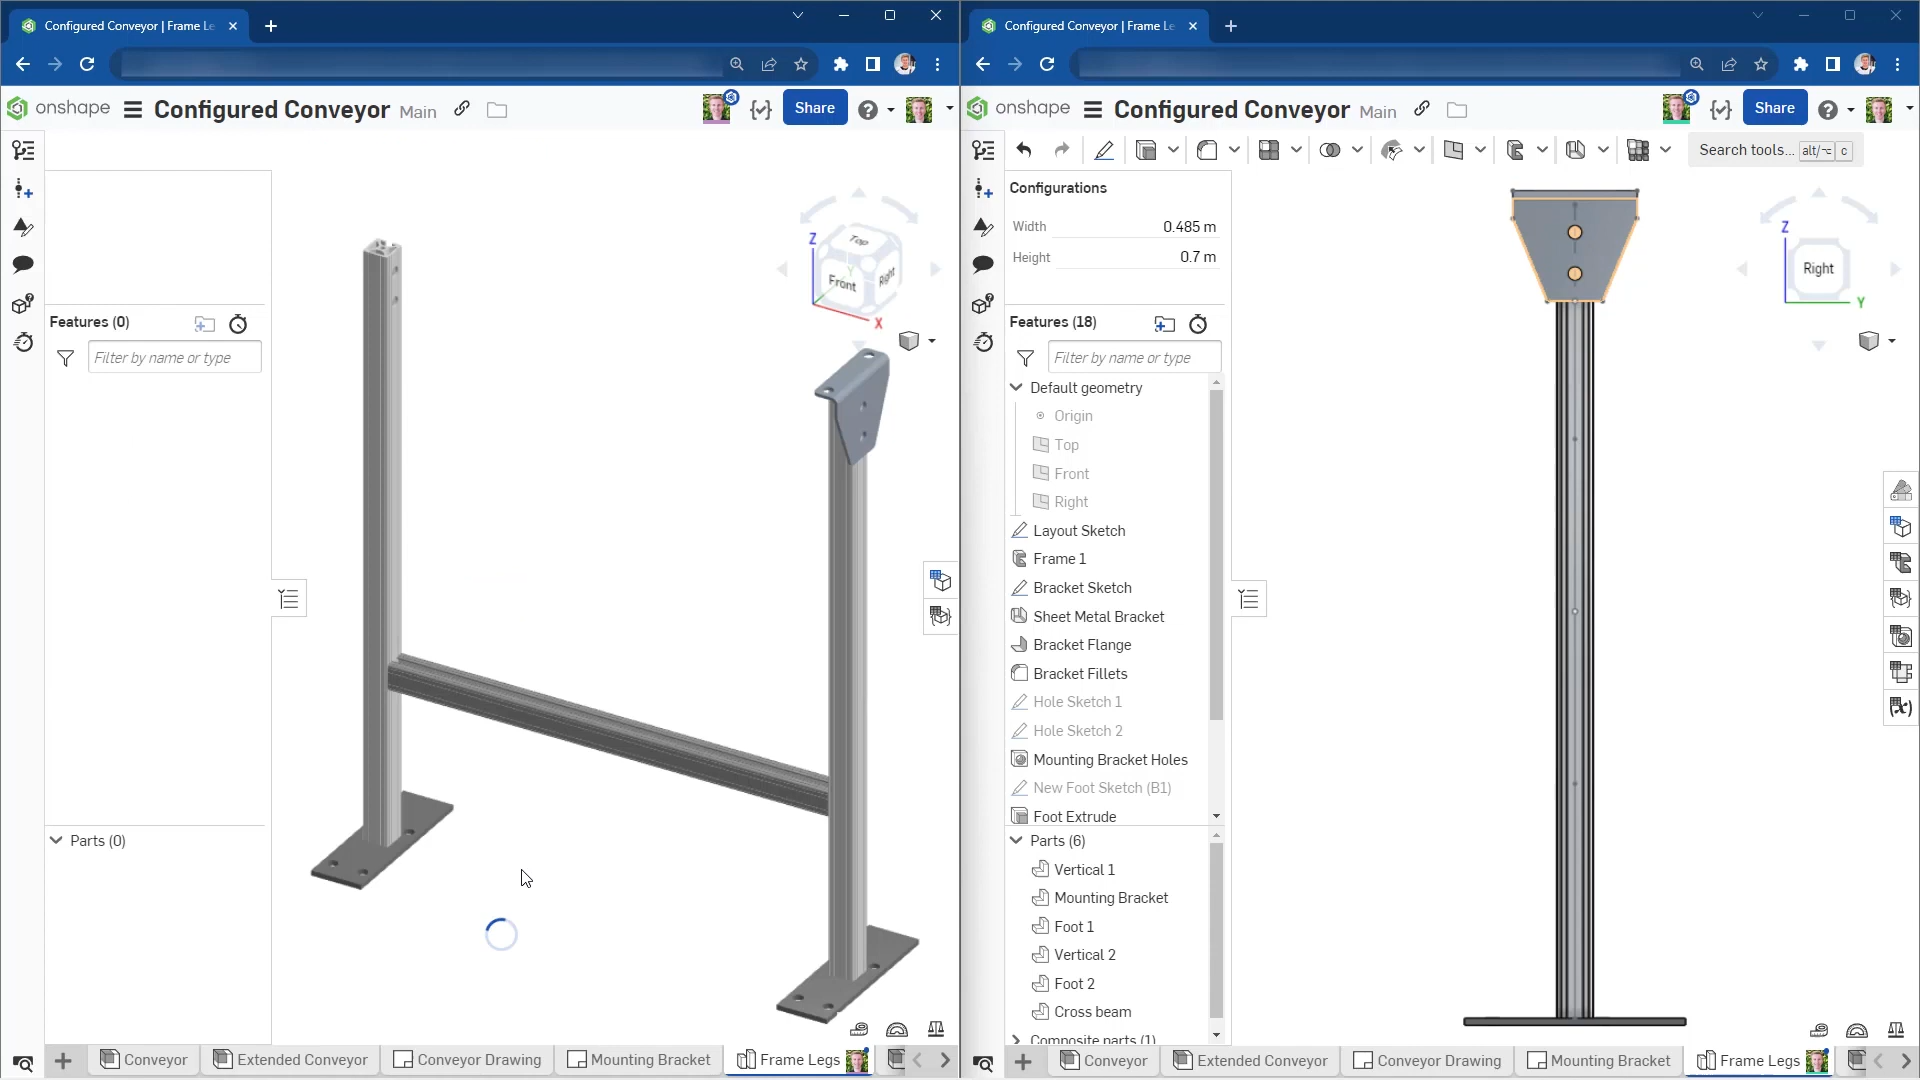 Configured Conveyor | Frame Le
onshape Configured Conveyor Main Share
Features (0)
Filter by name or type
Top
Front
Right
Z
Y
X
Parts (0)
Conveyor Extended Conveyor Conveyor Drawing Mounting Bracket Frame Legs
Configured Conveyor | Frame Le
onshape Configured Conveyor Main Share
Search tools... alt/⌥ c
Configurations
Width 0.485 m
Height 0.7 m
Features (18)
Filter by name or type
Default geometry
Origin
Top
Front
Right
Layout Sketch
Frame 1
Bracket Sketch
Sheet Metal Bracket
Bracket Flange
Bracket Fillets
Hole Sketch 1
Hole Sketch 2
Mounting Bracket Holes
New Foot Sketch (B1)
Foot Extrude
Parts (6)
Vertical 1
Mounting Bracket
Foot 1
Vertical 2
Foot 2
Cross beam
Composite parts (1)
Z
Right
Y
(x)
Conveyor Extended Conveyor Conveyor Drawing Mounting Bracket Frame Legs